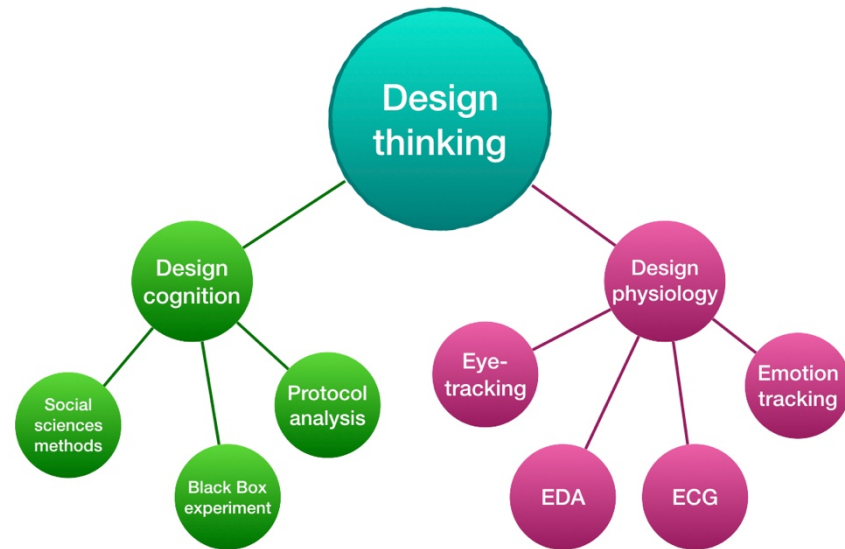 Design
thinking
Design
cognition
Design
physiology
Social
sciences
methods
Black Box
experiment
Protocol
analysis
Eye-
tracking
EDA
ECG
Emotion
tracking